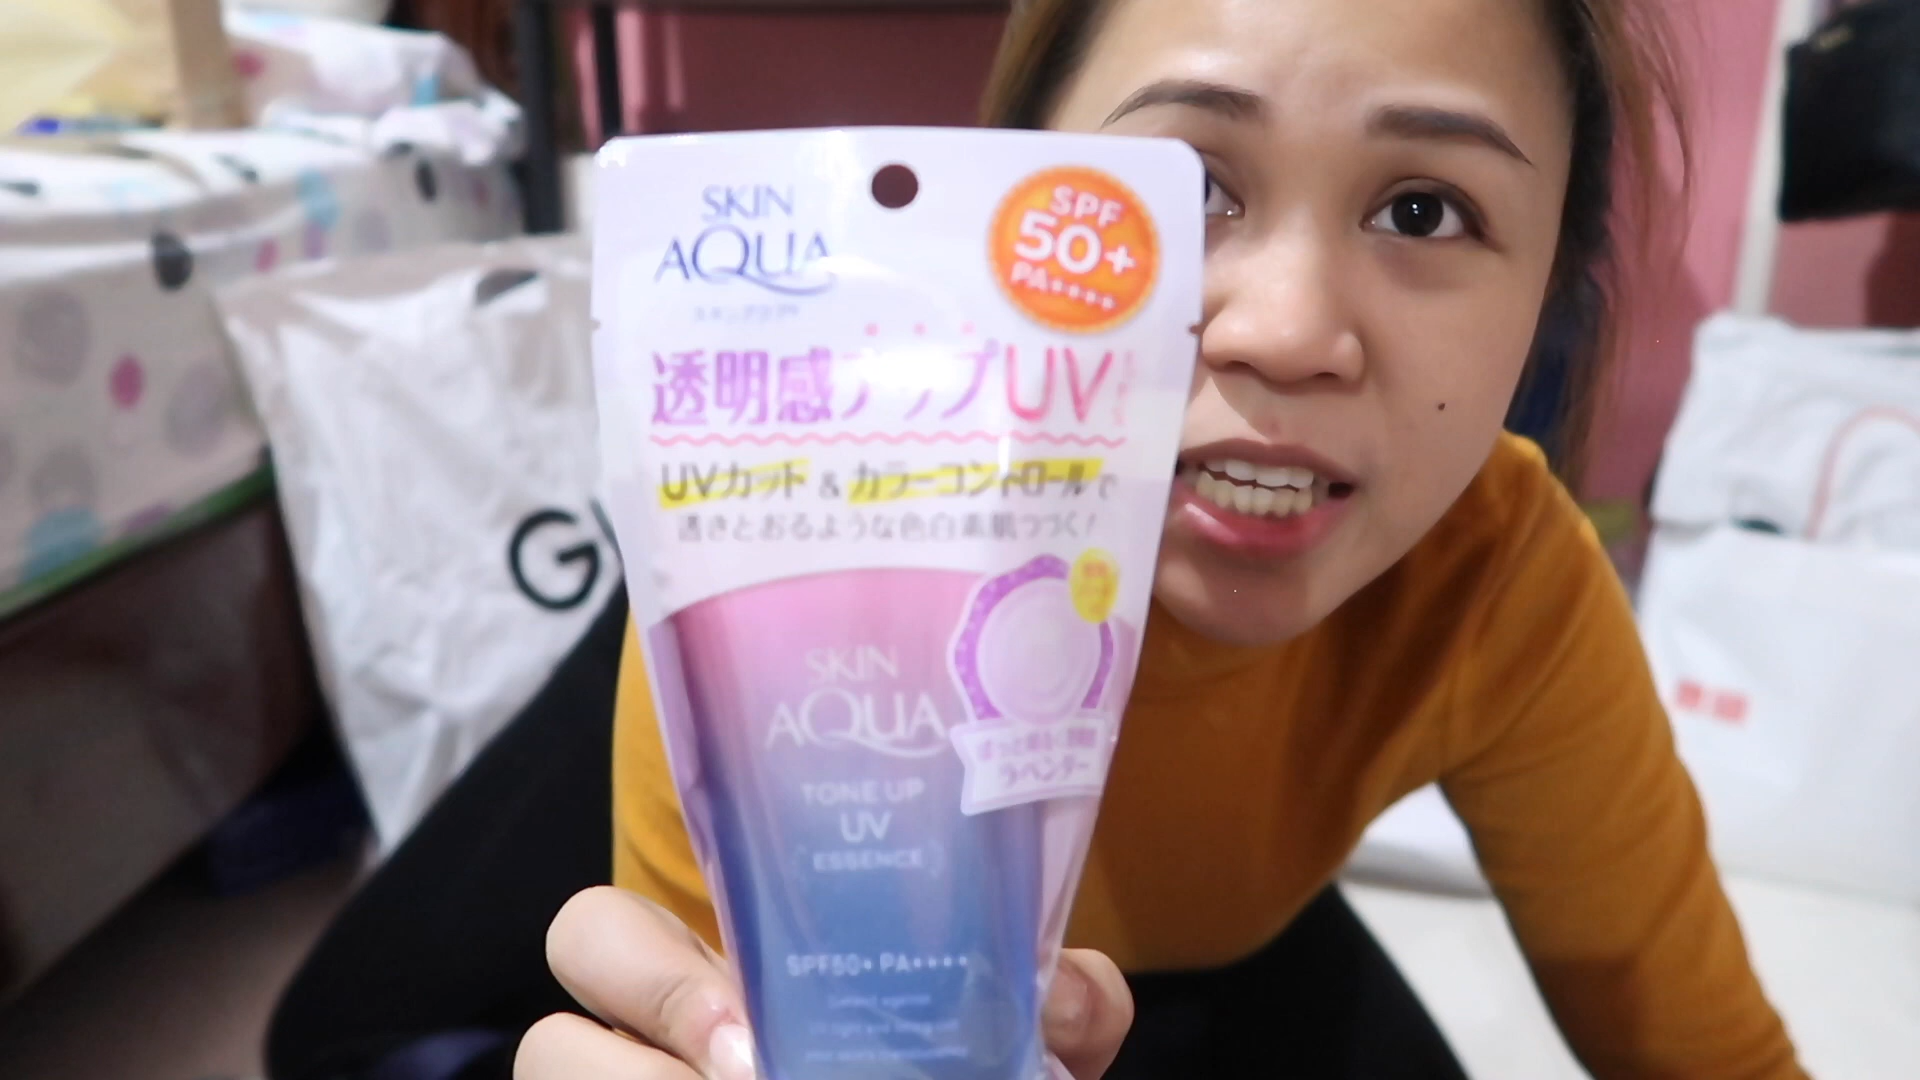 SKIN
AQUA
スキンアクア
SPF
50+
PA++++
透明感アップUV
UVカット & カラーコントロールで
透きとおるような色白素肌つづく!
SKIN
AQUA
TONE UP
UV
ESSENCE
ラベンダー
SPF50+ PA++++
G